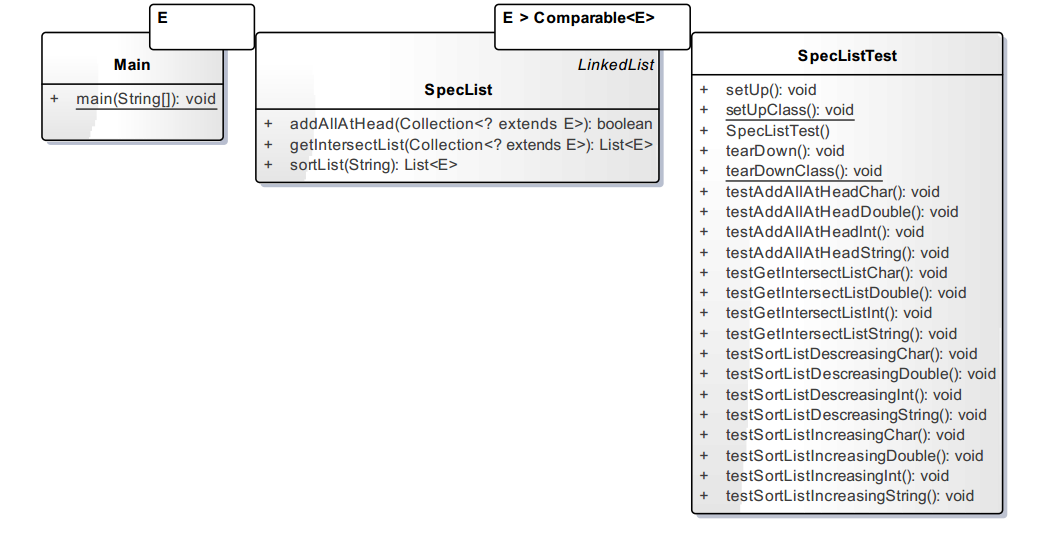 E
Main
+ main(String[]): void
E > Comparable<E>
LinkedList
SpecList
+ addAllAtHead(Collection<? extends E>): boolean
+ getIntersectList(Collection<? extends E>): List<E>
+ sortList(String): List<E>
SpecListTest
+ setUp(): void
+ setUpClass(): void
+ SpecListTest()
+ tearDown(): void
+ tearDownClass(): void
+ testAddAllAtHeadChar(): void
+ testAddAllAtHeadDouble(): void
+ testAddAllAtHeadInt(): void
+ testAddAllAtHeadString(): void
+ testGetIntersectListChar(): void
+ testGetIntersectListDouble(): void
+ testGetIntersectListInt(): void
+ testGetIntersectListString(): void
+ testSortListDescreasingChar(): void
+ testSortListDescreasingDouble(): void
+ testSortListDescreasingInt(): void
+ testSortListDescreasingString(): void
+ testSortListIncreasingChar(): void
+ testSortListIncreasingDouble(): void
+ testSortListIncreasingInt(): void
+ testSortListIncreasingString(): void